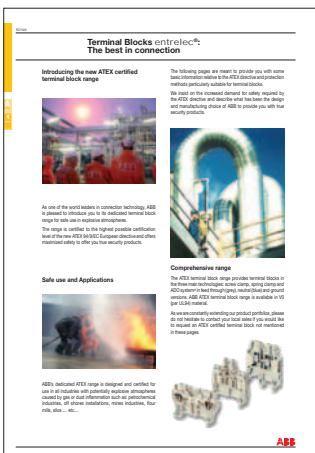 Terminal Blocks entrelec®:
The best in connection
Introducing the new ATEX certified
terminal block range
As one of the world leaders in connection technology, ABB
is pleased to introduce you to its dedicated terminal block
range for safe use in explosive atmospheres.
The range is certified to the highest possible certification
level of the new ATEX 94/9/EC European directive and offers
maximized safety to offer you true security products.
Safe use and Applications
ABB's dedicated ATEX range is designed and certified for
use in all industries with potentially explosive atmospheres
caused by gas or dust inflammation such as: petrochemical
industries, off shores installations, mines industries, flour
mills, silos ... etc...
The following pages are meant to provide you with some
basic information relative to the ATEX directive and protection
methods particularly suitable for terminal blocks.
We insist on the increased demand for safety required by
the ATEX directive and describe what has been the design
and manufacturing choice of ABB to provide you with true
security products.
Comprehensive range
The ATEX terminal block range provides terminal blocks in
the three main technologies: screw clamp, spring clamp and
ADO system® in feed through (grey), neutral (blue) and ground
versions. ABB ATEX terminal block range is available in V0
(per UL94) material.
As we are constantly extending our product portfolios, please
do not hesitate to contact your local sales if you would like
to request an ATEX certified terminal block not mentioned
in these pages.
ABB